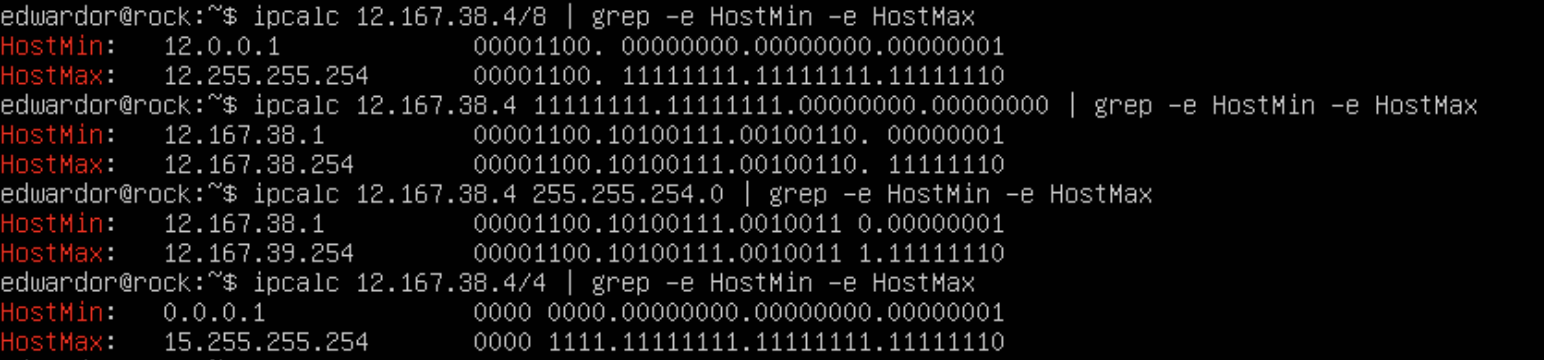 edwardor@rock:~$ ipcalc 12.167.38.4/8 | grep -e HostMin -e HostMax
HostMin:   12.0.0.1             00001100. 00000000.00000000.00000001
HostMax:   12.255.255.254       00001100. 11111111.11111111.11111110
edwardor@rock:~$ ipcalc 12.167.38.4 11111111.11111111.00000000.00000000 | grep -e HostMin -e HostMax
HostMin:   12.167.38.1          00001100.10100111.00100110. 00000001
HostMax:   12.167.38.254        00001100.10100111.00100110. 11111110
edwardor@rock:~$ ipcalc 12.167.38.4 255.255.254.0 | grep -e HostMin -e HostMax
HostMin:   12.167.38.1          00001100.10100111.0010011 0.00000001
HostMax:   12.167.39.254        00001100.10100111.0010011 1.11111110
edwardor@rock:~$ ipcalc 12.167.38.4/4 | grep -e HostMin -e HostMax
HostMin:   0.0.0.1              0000 0000.00000000.00000000.00000001
HostMax:   15.255.255.254       0000 1111.11111111.11111111.11111110